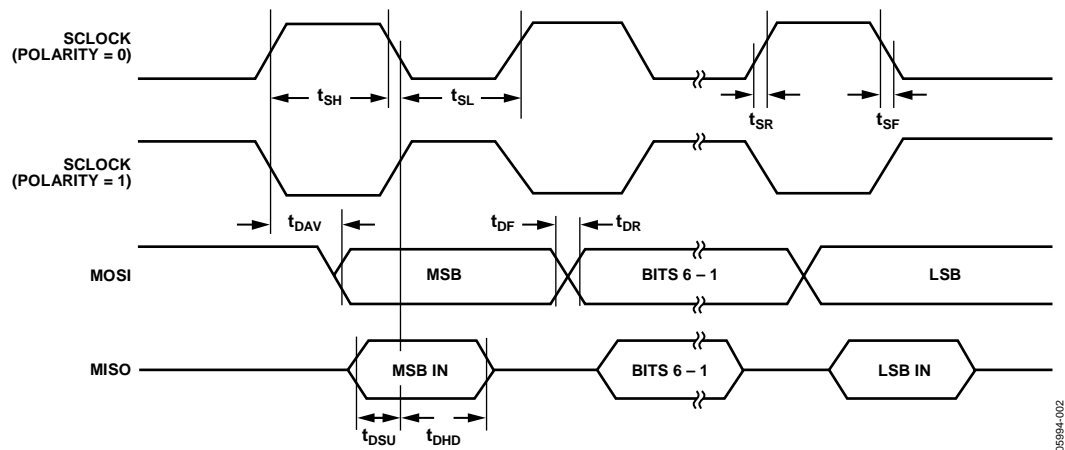 SCLOCK
(POLARITY = 0)
tSH
tSL
tSR
tSF
SCLOCK
(POLARITY = 1)
tDAV
tDF
tDR
MOSI
MSB
BITS 6 – 1
LSB
MISO
MSB IN
BITS 6 – 1
LSB IN
tDSU
tDHD
05994-002